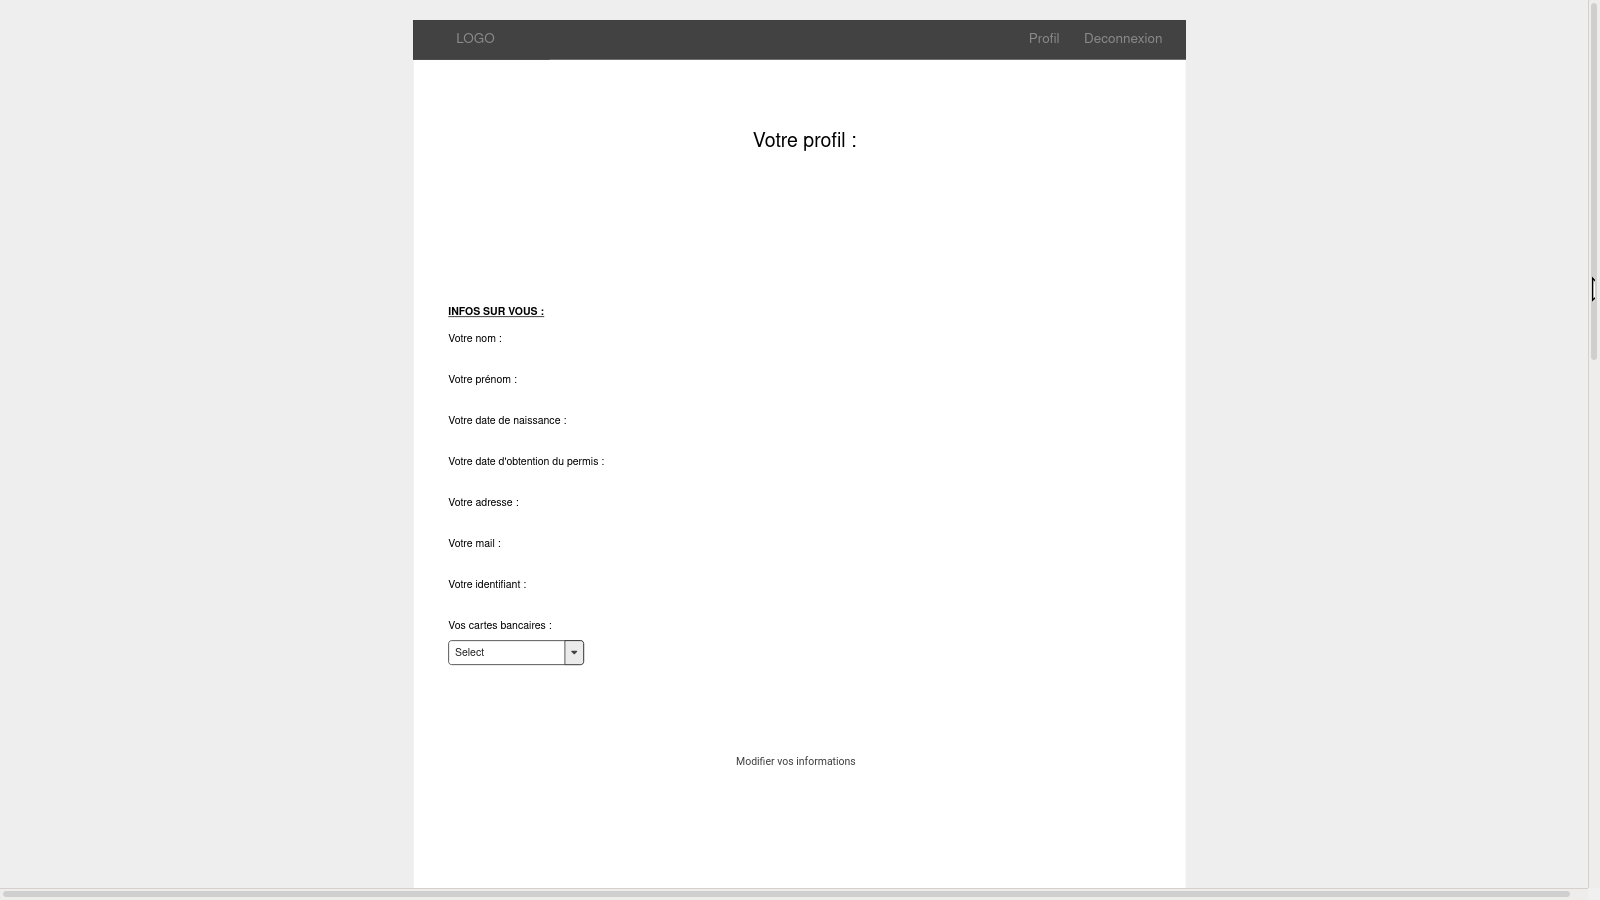 LOGO Profil Deconnexion
Votre profil :
INFOS SUR VOUS :
Votre nom :
Votre prénom :
Votre date de naissance :
Votre date d'obtention du permis :
Votre adresse :
Votre mail :
Votre identifiant :
Vos cartes bancaires :
Select
Modifier vos informations